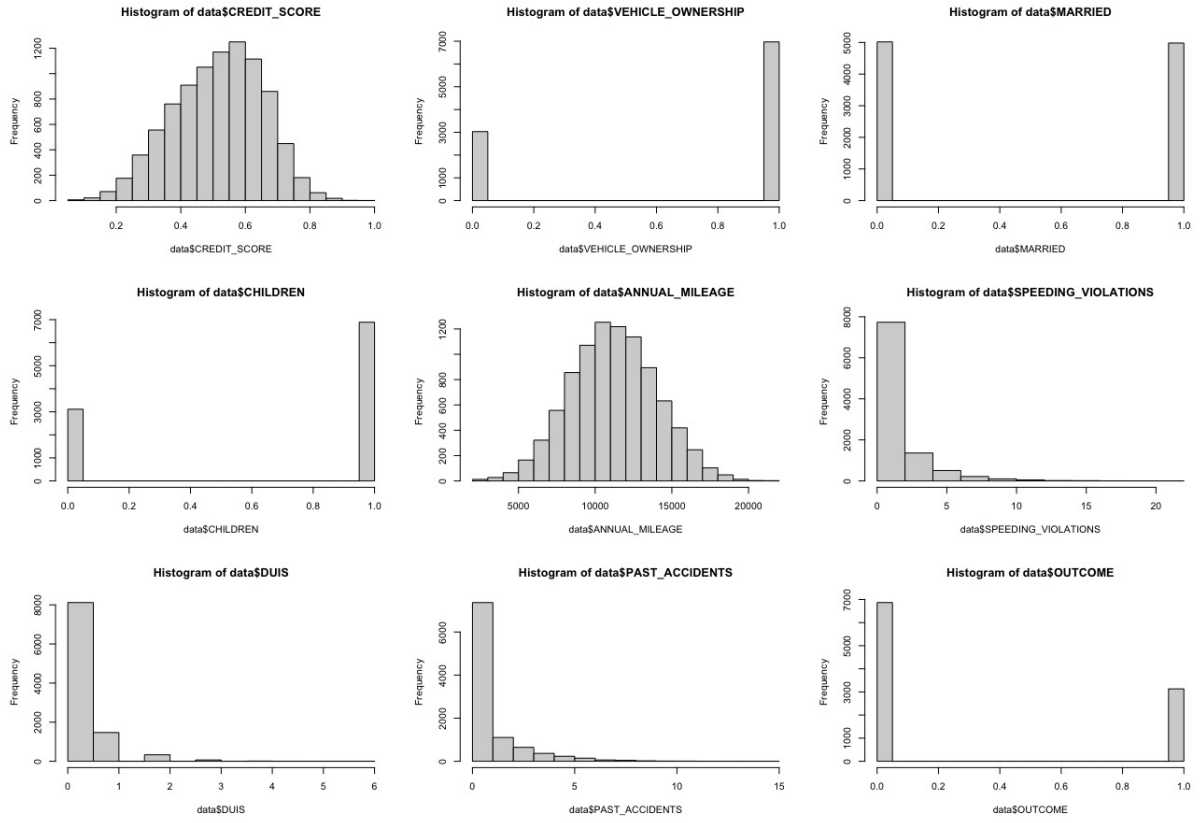 Histogram of data$CREDIT_SCORE
Frequency
0 200 400 600 800 1200
0.2 0.4 0.6 0.8 1.0
data$CREDIT_SCORE
Histogram of data$VEHICLE_OWNERSHIP
Frequency
0 1000 3000 5000 7000
0.0 0.2 0.4 0.6 0.8 1.0
data$VEHICLE_OWNERSHIP
Histogram of data$MARRIED
Frequency
0 1000 2000 3000 4000 5000
0.0 0.2 0.4 0.6 0.8 1.0
data$MARRIED
Histogram of data$CHILDREN
Frequency
0 1000 3000 5000 7000
0.0 0.2 0.4 0.6 0.8 1.0
data$CHILDREN
Histogram of data$ANNUAL_MILEAGE
Frequency
0 200 400 600 800 1200
5000 10000 15000 20000
data$ANNUAL_MILEAGE
Histogram of data$SPEEDING_VIOLATIONS
Frequency
0 2000 4000 6000 8000
0 5 10 15 20
data$SPEEDING_VIOLATIONS
Histogram of data$DUIS
Frequency
0 2000 4000 6000 8000
0 1 2 3 4 5 6
data$DUIS
Histogram of data$PAST_ACCIDENTS
Frequency
0 2000 4000 6000
0 5 10 15
data$PAST_ACCIDENTS
Histogram of data$OUTCOME
Frequency
0 1000 3000 5000 7000
0.0 0.2 0.4 0.6 0.8 1.0
data$OUTCOME